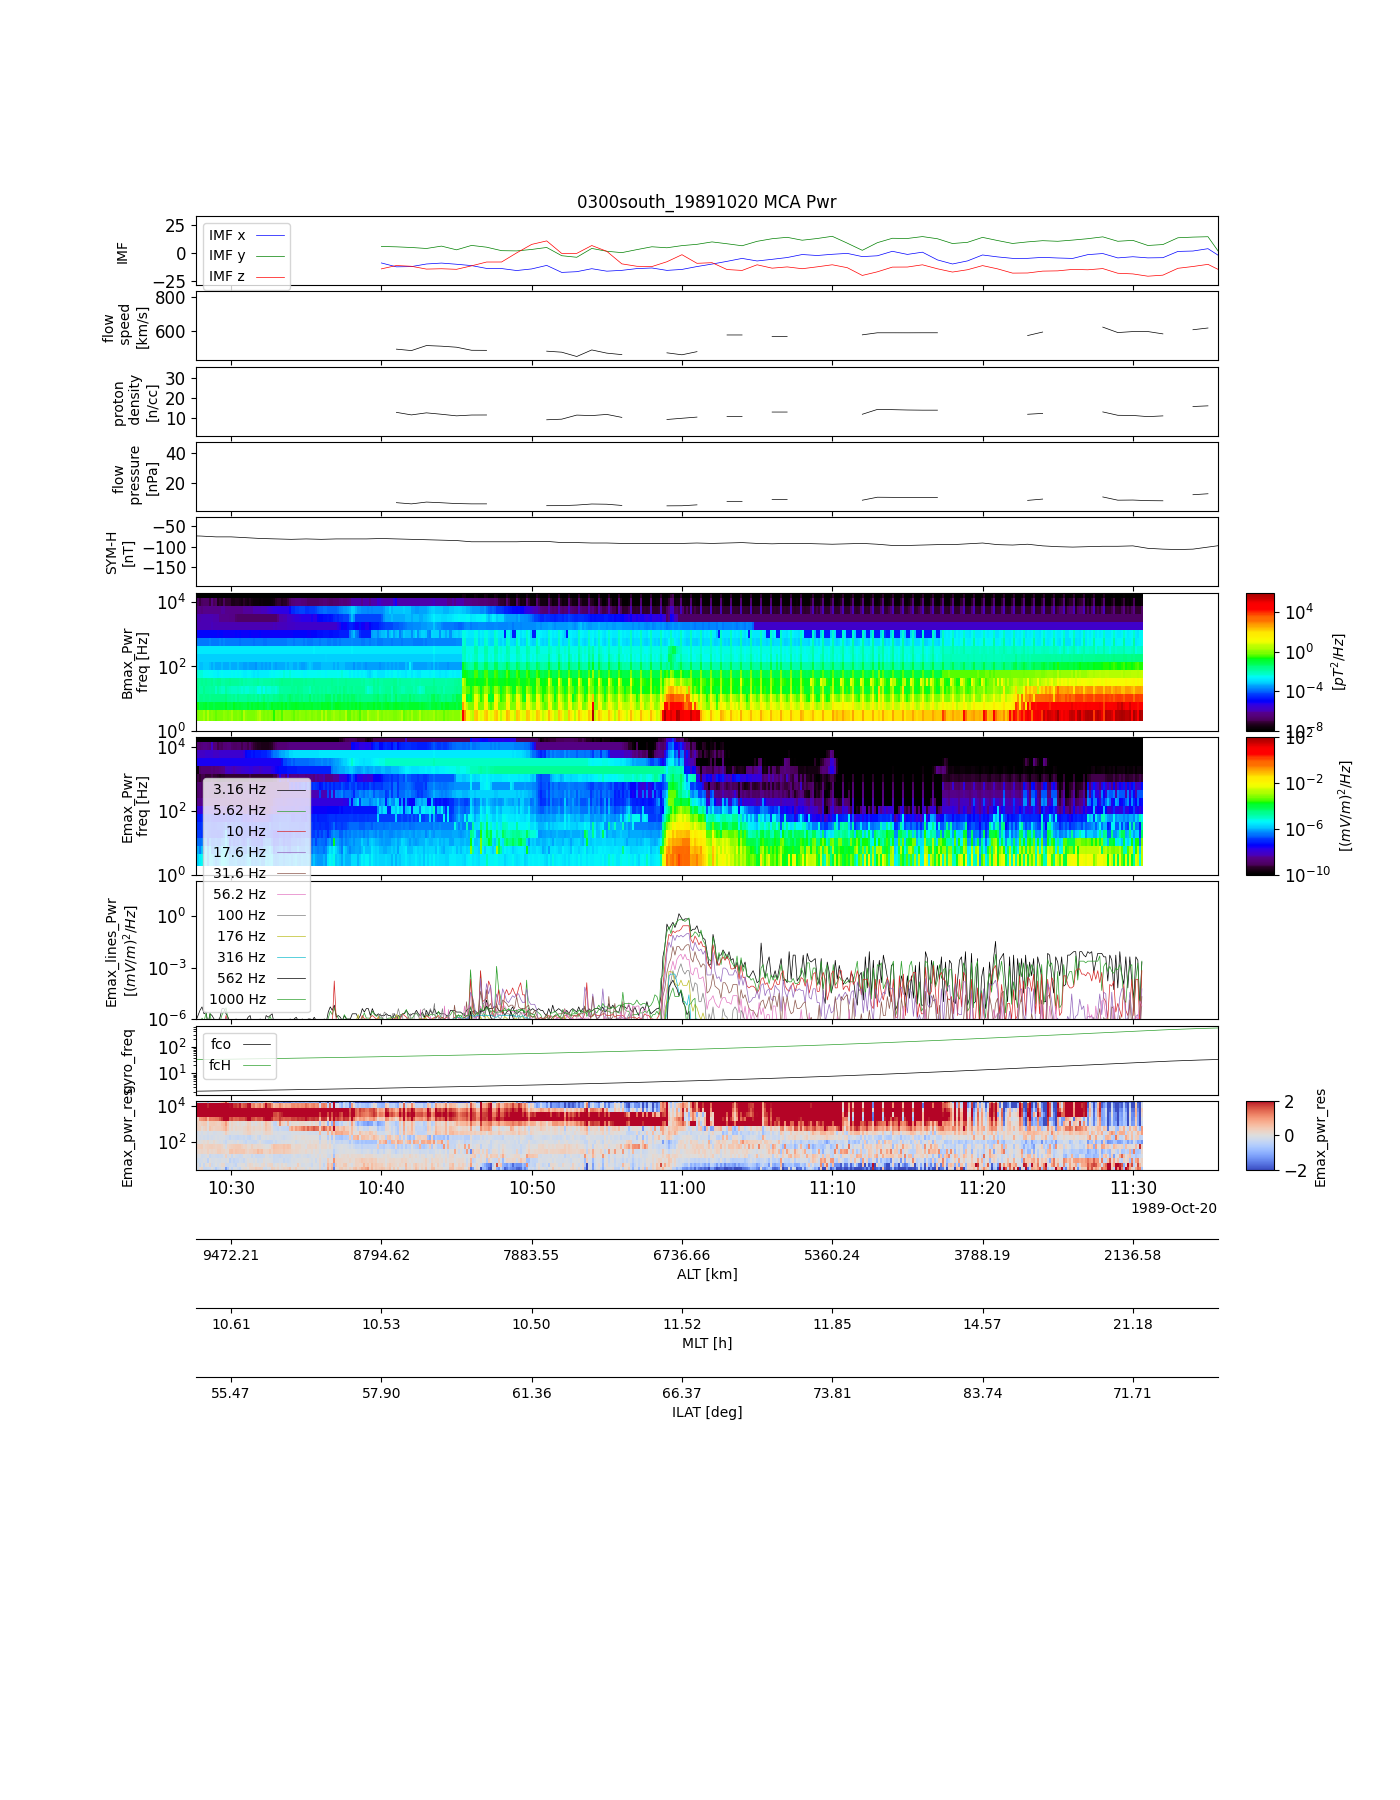 0300south_19891020 MCA Pwr
IMF
25
0
−25
IMF x
IMF y
IMF z
flow
speed
[km/s]
800
600
proton
density
[n/cc]
30
20
10
flow
pressure
[nPa]
40
20
SYM-H
[nT]
−50
−100
−150
Bmax_Pwr
freq [Hz]
10^4
10^2
10^0
10^4
10^0
10^−4
10^−8
[pT^2/Hz]
Emax_Pwr
freq [Hz]
10^4
10^2
10^0
10^2
10^−2
10^−6
10^−10
[(mV/m)^2/Hz]
3.16 Hz
5.62 Hz
10 Hz
17.6 Hz
31.6 Hz
56.2 Hz
100 Hz
176 Hz
316 Hz
562 Hz
1000 Hz
Emax_lines_Pwr
[(mV/m)^2/Hz]
10^0
10^−3
10^−6
gyro_freq
10^2
10^1
fco
fcH
Emax_pwr_res
10^4
10^2
2
0
−2
Emax_pwr_res
10:30 10:40 10:50 11:00 11:10 11:20 11:30
1989-Oct-20
9472.21 8794.62 7883.55 6736.66 5360.24 3788.19 2136.58
ALT [km]
10.61 10.53 10.50 11.52 11.85 14.57 21.18
MLT [h]
55.47 57.90 61.36 66.37 73.81 83.74 71.71
ILAT [deg]